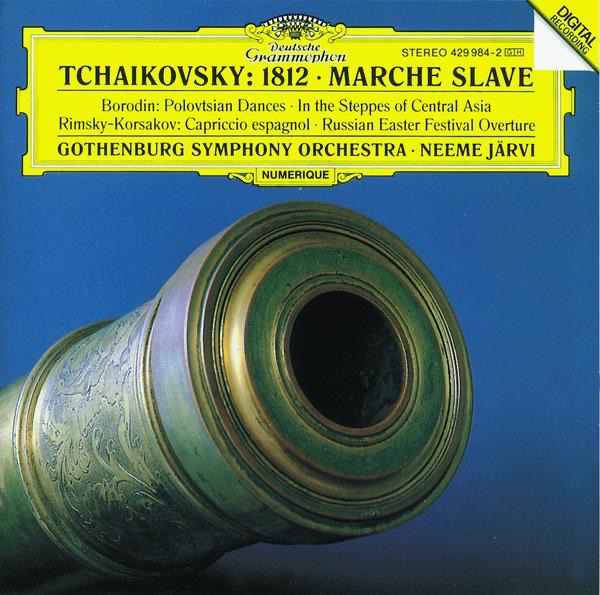 Deutsche
Grammophon
STEREO 429 984-2 GH
DIGITAL
RECORDING
TCHAIKOVSKY: 1812 · MARCHE SLAVE
Borodin: Polovtsian Dances · In the Steppes of Central Asia
Rimsky-Korsakov: Capriccio espagnol · Russian Easter Festival Overture
GOTHENBURG SYMPHONY ORCHESTRA · NEEME JÄRVI
NUMERIQUE